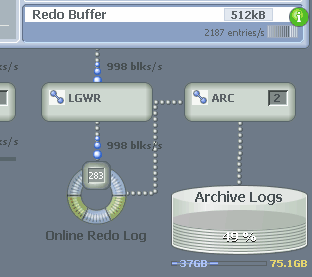 Redo Buffer 512kB
2187 entries/s
ks/s 998 blks/s
LGWR ARC 2
998 blks/s
/s
283
Archive Logs
Online Redo Log
49 %
37GB 75.1GB